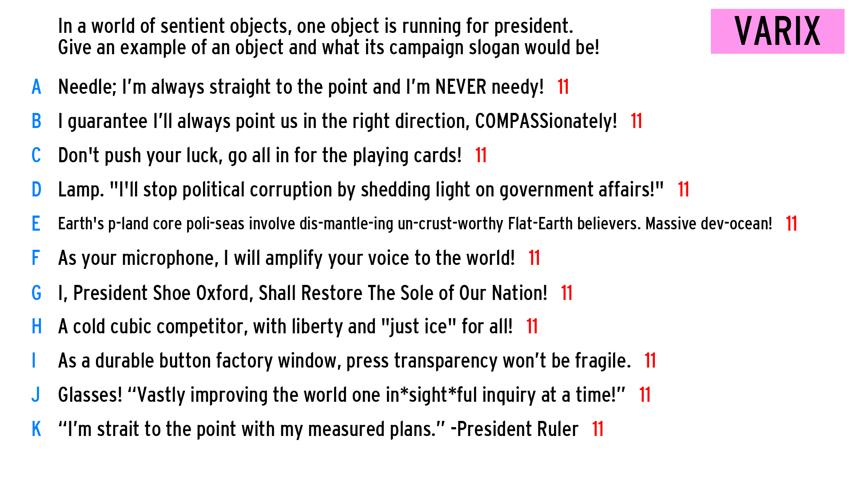 In a world of sentient objects, one object is running for president.
Give an example of an object and what its campaign slogan would be!
VARIX
A Needle; I'm always straight to the point and I'm NEVER needy! 11
B I guarantee I'll always point us in the right direction, COMPASSionately! 11
C Don't push your luck, go all in for the playing cards! 11
D Lamp. "I'll stop political corruption by shedding light on government affairs!" 11
E Earth's p-land core poli-seas involve dis-mantle-ing un-crust-worthy Flat-Earth believers. Massive dev-ocean! 11
F As your microphone, I will amplify your voice to the world! 11
G I, President Shoe Oxford, Shall Restore The Sole of Our Nation! 11
H A cold cubic competitor, with liberty and "just ice" for all! 11
I As a durable button factory window, press transparency won't be fragile. 11
J Glasses! “Vastly improving the world one in*sight*ful inquiry at a time!” 11
K “I'm strait to the point with my measured plans.” -President Ruler 11